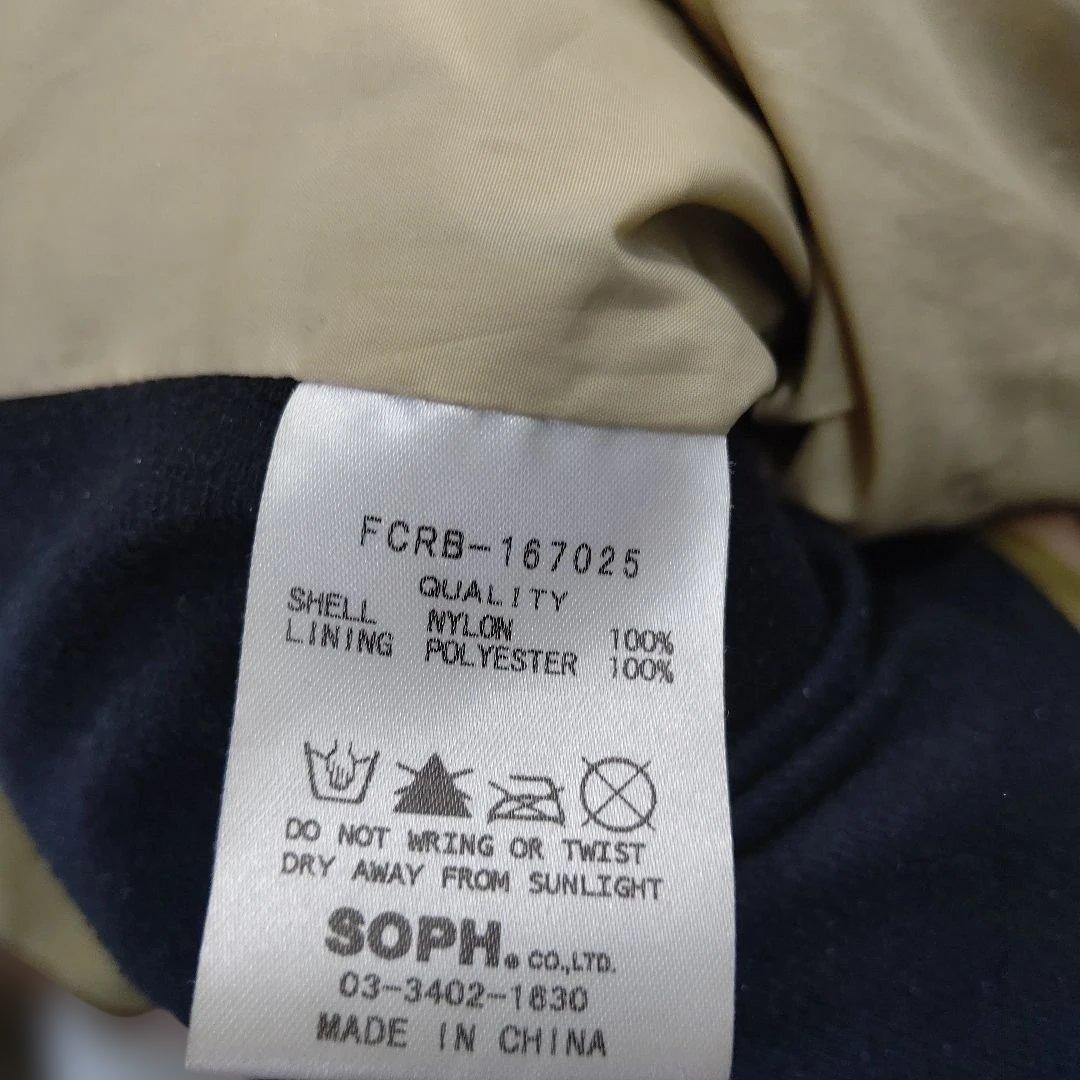 FCRB-167025
QUALITY
SHELL NYLON 100%
LINING POLYESTER 100%
DO NOT WRING OR TWIST
DRY AWAY FROM SUNLIGHT
SOPH. CO.,LTD.
03-3402-1830
MADE IN CHINA